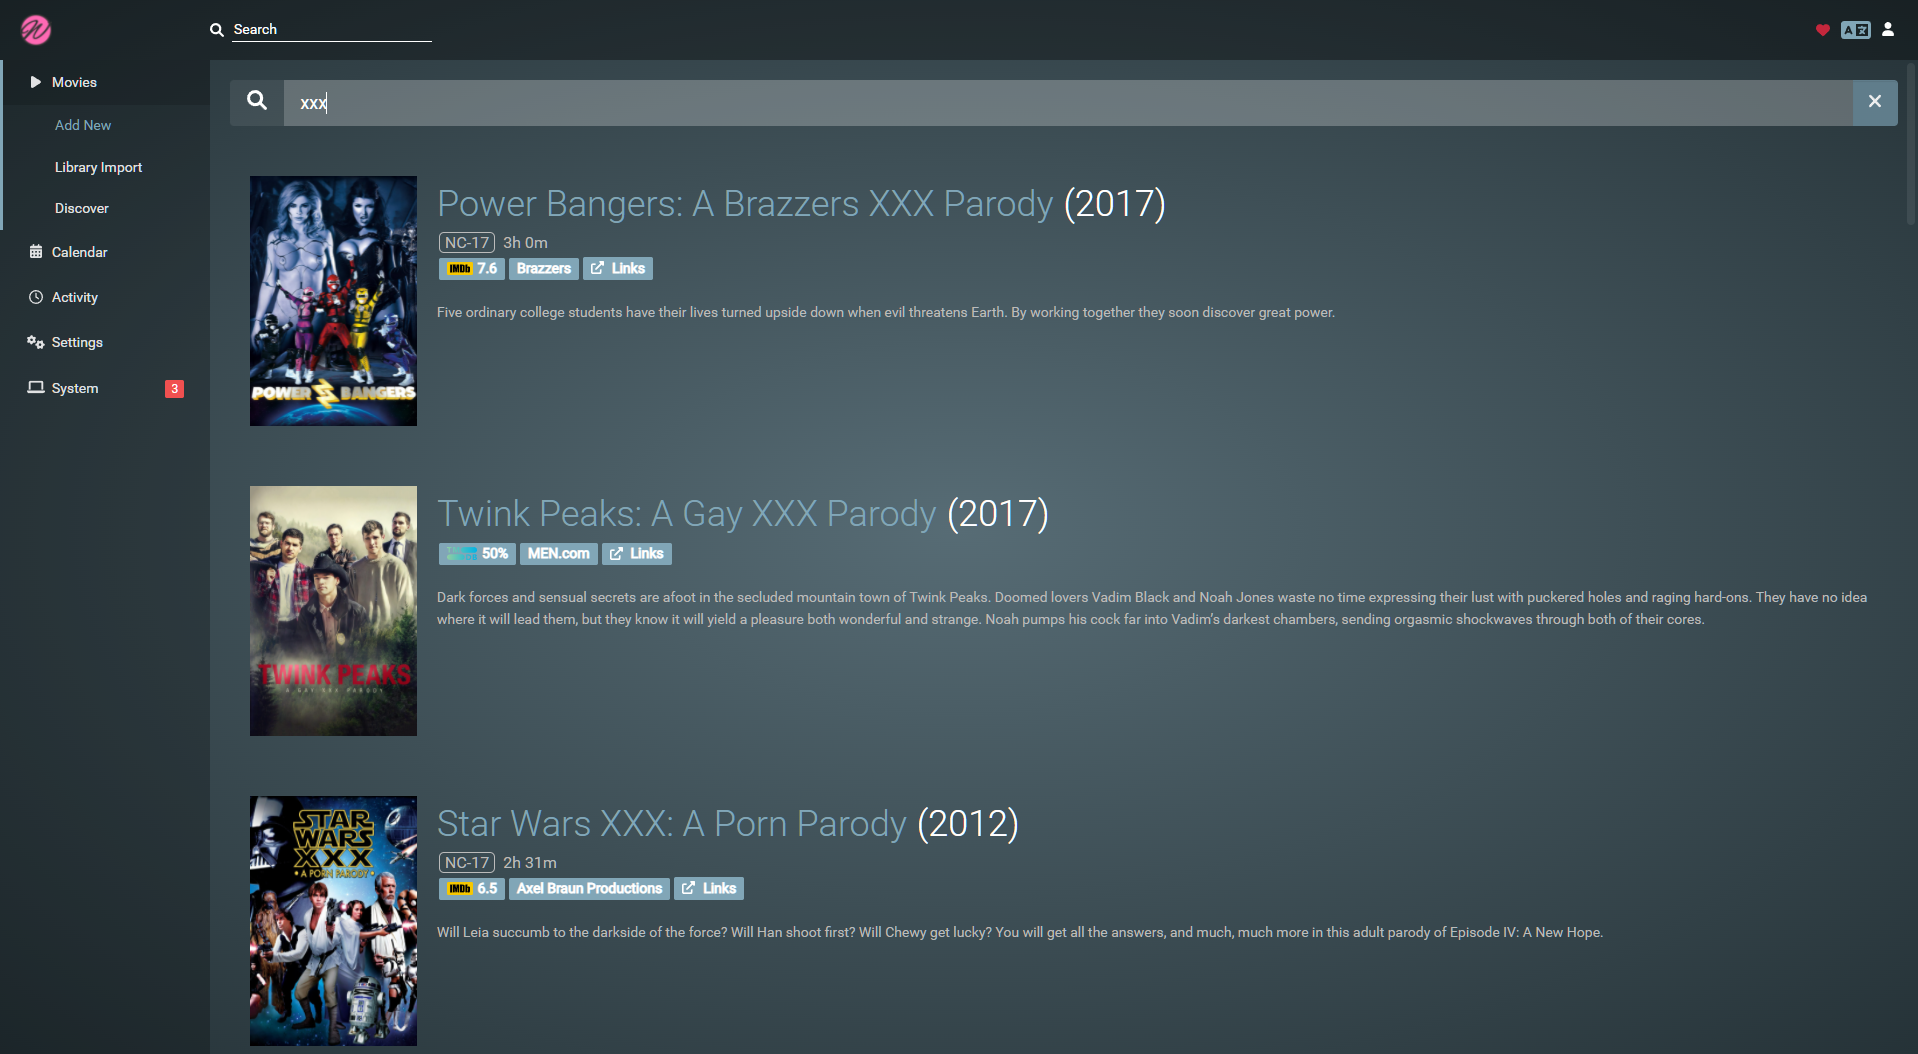 Search
Movies
Add New
Library Import
Discover
Calendar
Activity
Settings
System 3
xxx
Power Bangers: A Brazzers XXX Parody (2017)
NC-17 3h 0m
IMDb 7.6 Brazzers Links
Five ordinary college students have their lives turned upside down when evil threatens Earth. By working together they soon discover great power.
POWER BANGERS
Twink Peaks: A Gay XXX Parody (2017)
50% MEN.com Links
Dark forces and sensual secrets are afoot in the secluded mountain town of Twink Peaks. Doomed lovers Vadim Black and Noah Jones waste no time expressing their lust with puckered holes and raging hard-ons. They have no idea
where it will lead them, but they know it will yield a pleasure both wonderful and strange. Noah pumps his cock far into Vadim's darkest chambers, sending orgasmic shockwaves through both of their cores.
TWINK PEAKS
A GAY XXX PARODY
Star Wars XXX: A Porn Parody (2012)
NC-17 2h 31m
IMDb 6.5 Axel Braun Productions Links
Will Leia succumb to the darkside of the force? Will Han shoot first? Will Chewy get lucky? You will get all the answers, and much, much more in this adult parody of Episode IV: A New Hope.
STAR
WARS
XXX
• A PORN PARODY •